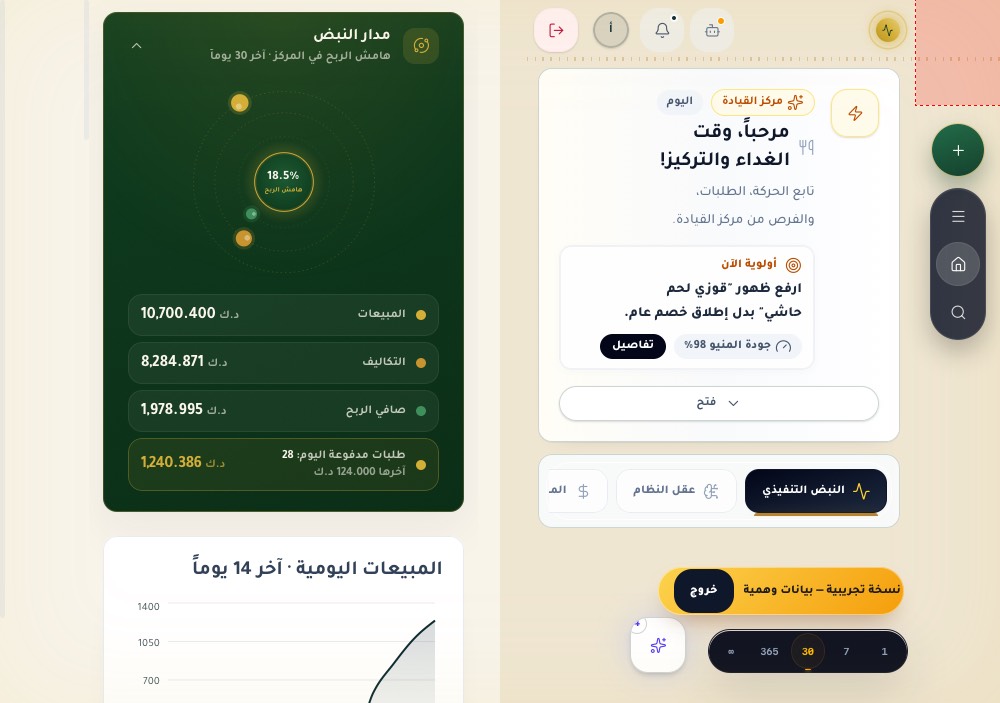 i
مركز القيادة
اليوم
مرحباً، وقت
الغداء والتركيز!
تابع الحركة، الطلبات،
والفرص من مركز القيادة.
أولوية الآن
ارفع ظهور "قوزي لحم
حاشي" بدل إطلاق خصم عام.
جودة المنيو 98%
تفاصيل
فتح
النبض التنفيذي
عقل النظام
نسخة تجريبية – بيانات وهمية
خروج
1
7
30
365
∞
مدار النبض
هامش الربح في المركز · آخر 30 يوماً
18.5%
هامش الربح
المبيعات
10,700.400 د.ك
التكاليف
8,284.871 د.ك
صافي الربح
1,978.995 د.ك
طلبات مدفوعة اليوم: 28
آخرها 124.000 د.ك
1,240.386 د.ك
المبيعات اليومية · آخر 14 يوماً
1400
1050
700